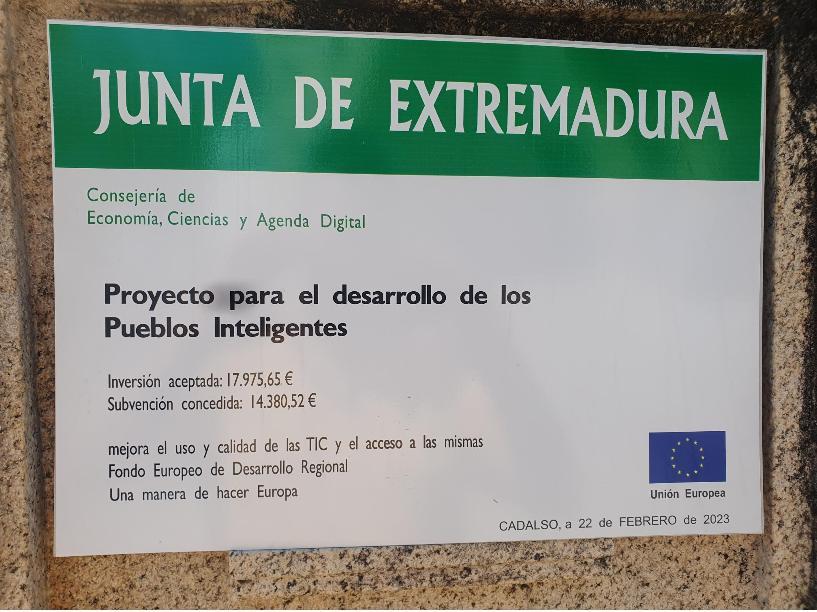 JUNTA DE EXTREMADURA
Consejería de
Economía, Ciencias y Agenda Digital
Proyecto para el desarrollo de los
Pueblos Inteligentes
Inversión aceptada: 17.975,65 €
Subvención concedida: 14.380,52 €
mejora el uso y calidad de las TIC y el acceso a las mismas
Fondo Europeo de Desarrollo Regional
Una manera de hacer Europa
Unión Europea
CADALSO, a 22 de FEBRERO de 2023